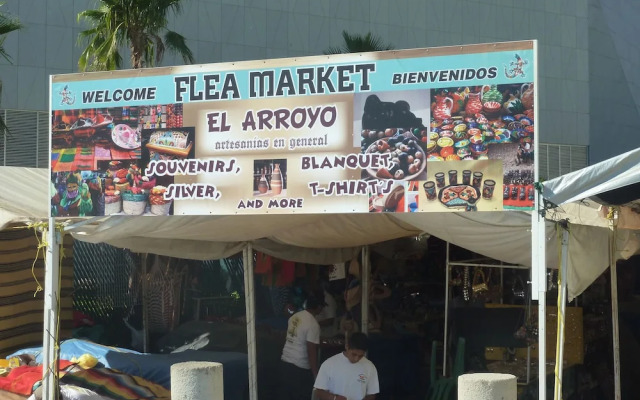 WELCOME FLEA MARKET BIENVENIDOS
EL ARROYO
artesanias en general
SOUVENIRS, BLANQUET,
SILVER, T-SHIRT'S
AND MORE